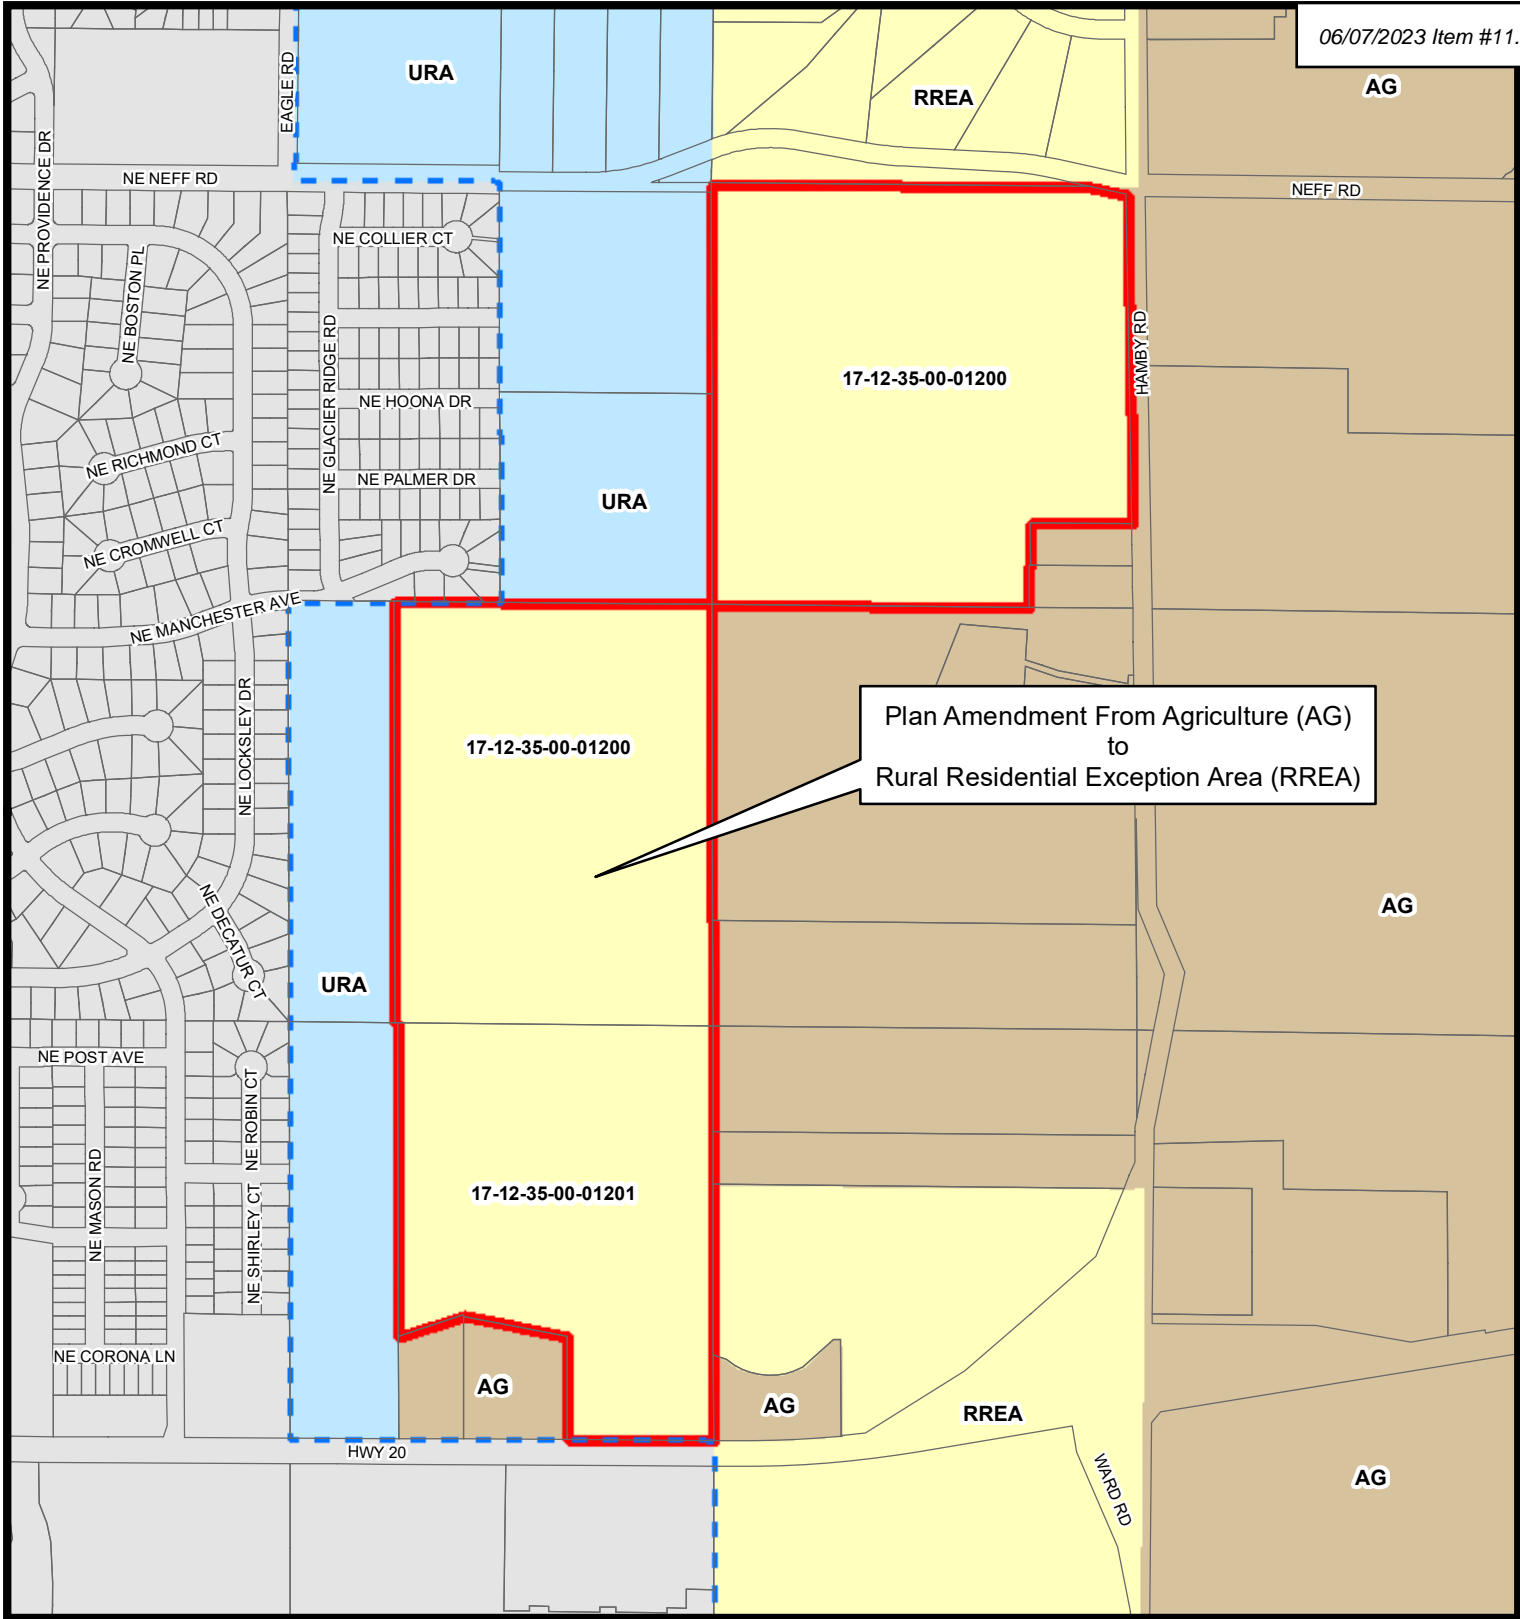 06/07/2023 Item #11.
URA
RREA
AG
EAGLE RD
NE PROVIDENCE DR
NE NEFF RD
NEFF RD
NE COLLIER CT
NE BOSTON PL
NE GLACIER RIDGE RD
HAMBY RD
17-12-35-00-01200
NE HOONA DR
NE RICHMOND CT
NE PALMER DR
URA
NE CROMWELL CT
NE MANCHESTER AVE
NE LOCKSLEY DR
17-12-35-00-01200
Plan Amendment From Agriculture (AG)
to
Rural Residential Exception Area (RREA)
AG
NE DECATUR CT
URA
NE POST AVE
NE ROBIN CT
NE MASON RD
17-12-35-00-01201
NE SHIRLEY CT
NE CORONA LN
AG
AG
RREA
HWY 20
WARD RD
AG